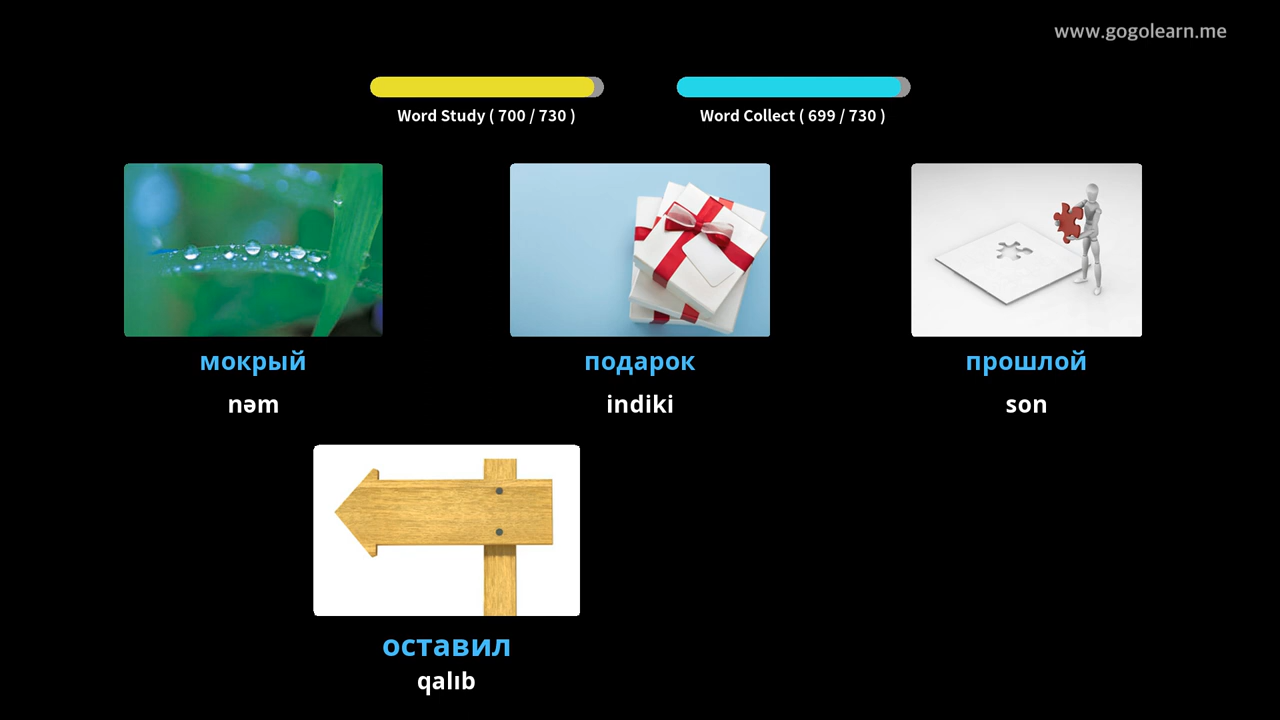 www.gogolearn.me
Word Study ( 700 / 730 )
Word Collect ( 699 / 730 )
мокрый
подарок
прошлой
nəm
indiki
son
оставил
qalıb